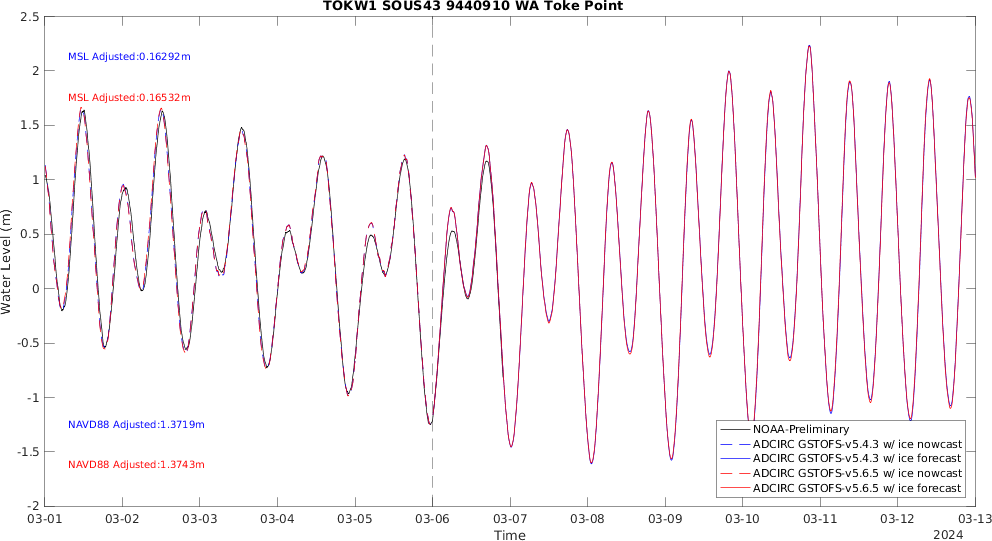 TOKW1 SOUS43 9440910 WA Toke Point
2.5
2
1.5
1
0.5
0
-0.5
-1
-1.5
-2
Water Level (m)
MSL Adjusted:0.16292m
MSL Adjusted:0.16532m
NAVD88 Adjusted:1.3719m
NAVD88 Adjusted:1.3743m
NOAA-Preliminary
ADCIRC GSTOFS-v5.4.3 w/ ice nowcast
ADCIRC GSTOFS-v5.4.3 w/ ice forecast
ADCIRC GSTOFS-v5.6.5 w/ ice nowcast
ADCIRC GSTOFS-v5.6.5 w/ ice forecast
03-01 03-02 03-03 03-04 03-05 03-06 03-07 03-08 03-09 03-10 03-11 03-12 03-13
Time
2024